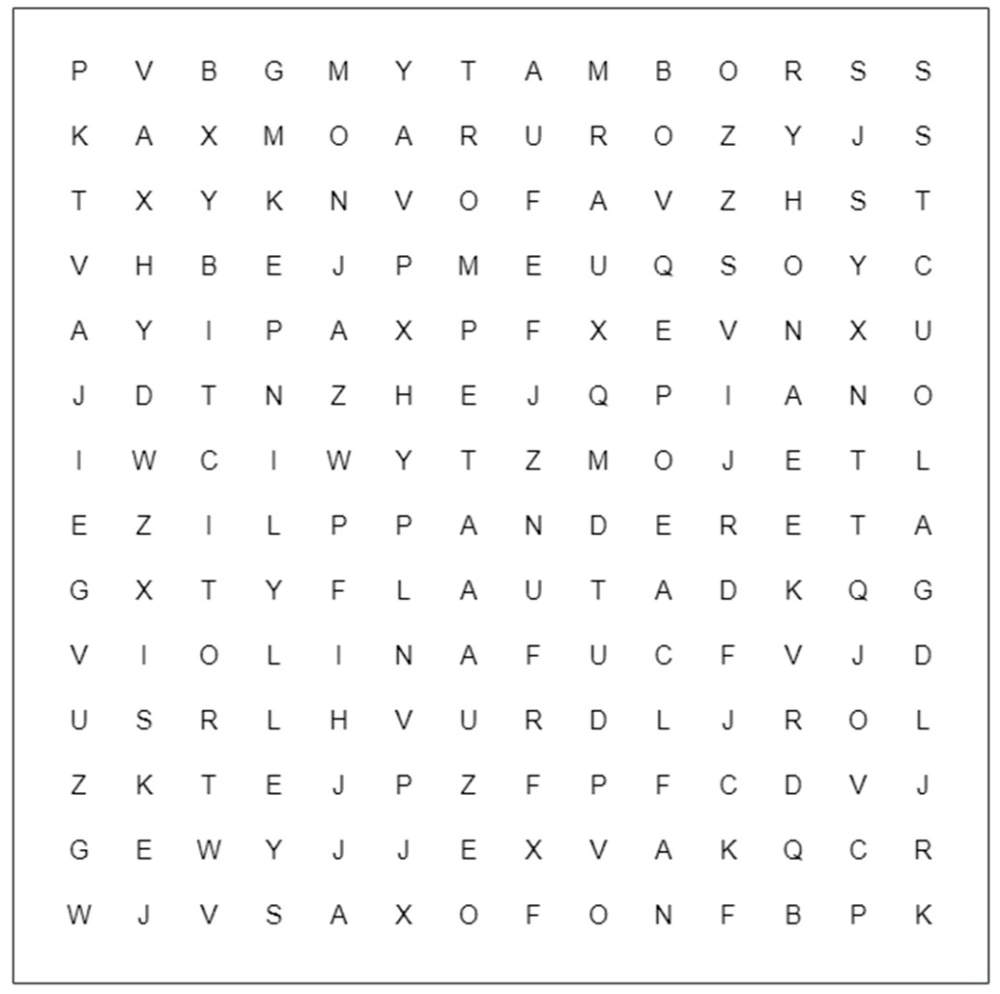 P V B G M Y T A M B O R S S
K A X M O A R U R O Z Y J S
T X Y K N V O F A V Z H S T
V H B E J P M E U Q S O Y C
A Y I P A X P F X E V N X U
J D T N Z H E J Q P I A N O
I W C I W Y T Z M O J E T L
E Z I L P P A N D E R E T A
G X T Y F L A U T A D K Q G
V I O L I N A F U C F V J D
U S R L H V U R D L J R O L
Z K T E J P Z F P F C D V J
G E W Y J J E X V A K Q C R
W J V S A X O F O N F B P K